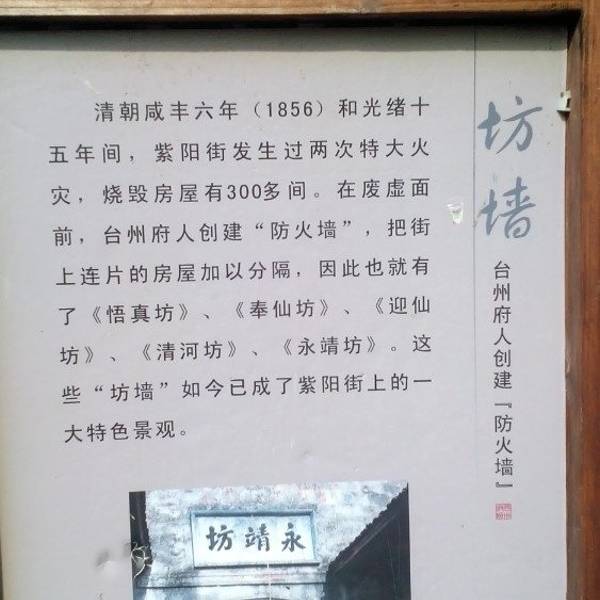 清朝咸丰六年（1856）和光绪十
五年间，紫阳街发生过两次特大火
灾，烧毁房屋有300多间。在废虚面
前，台州府人创建“防火墙”，把街
上连片的房屋加以分隔，因此也就有
了《悟真坊》、《奉仙坊》、《迎仙
坊》、《清河坊》、《永靖坊》。这
些“坊墙”如今已成了紫阳街上的一
大特色景观。
坊墙
台州府人创建『防火墙』
坊靖永